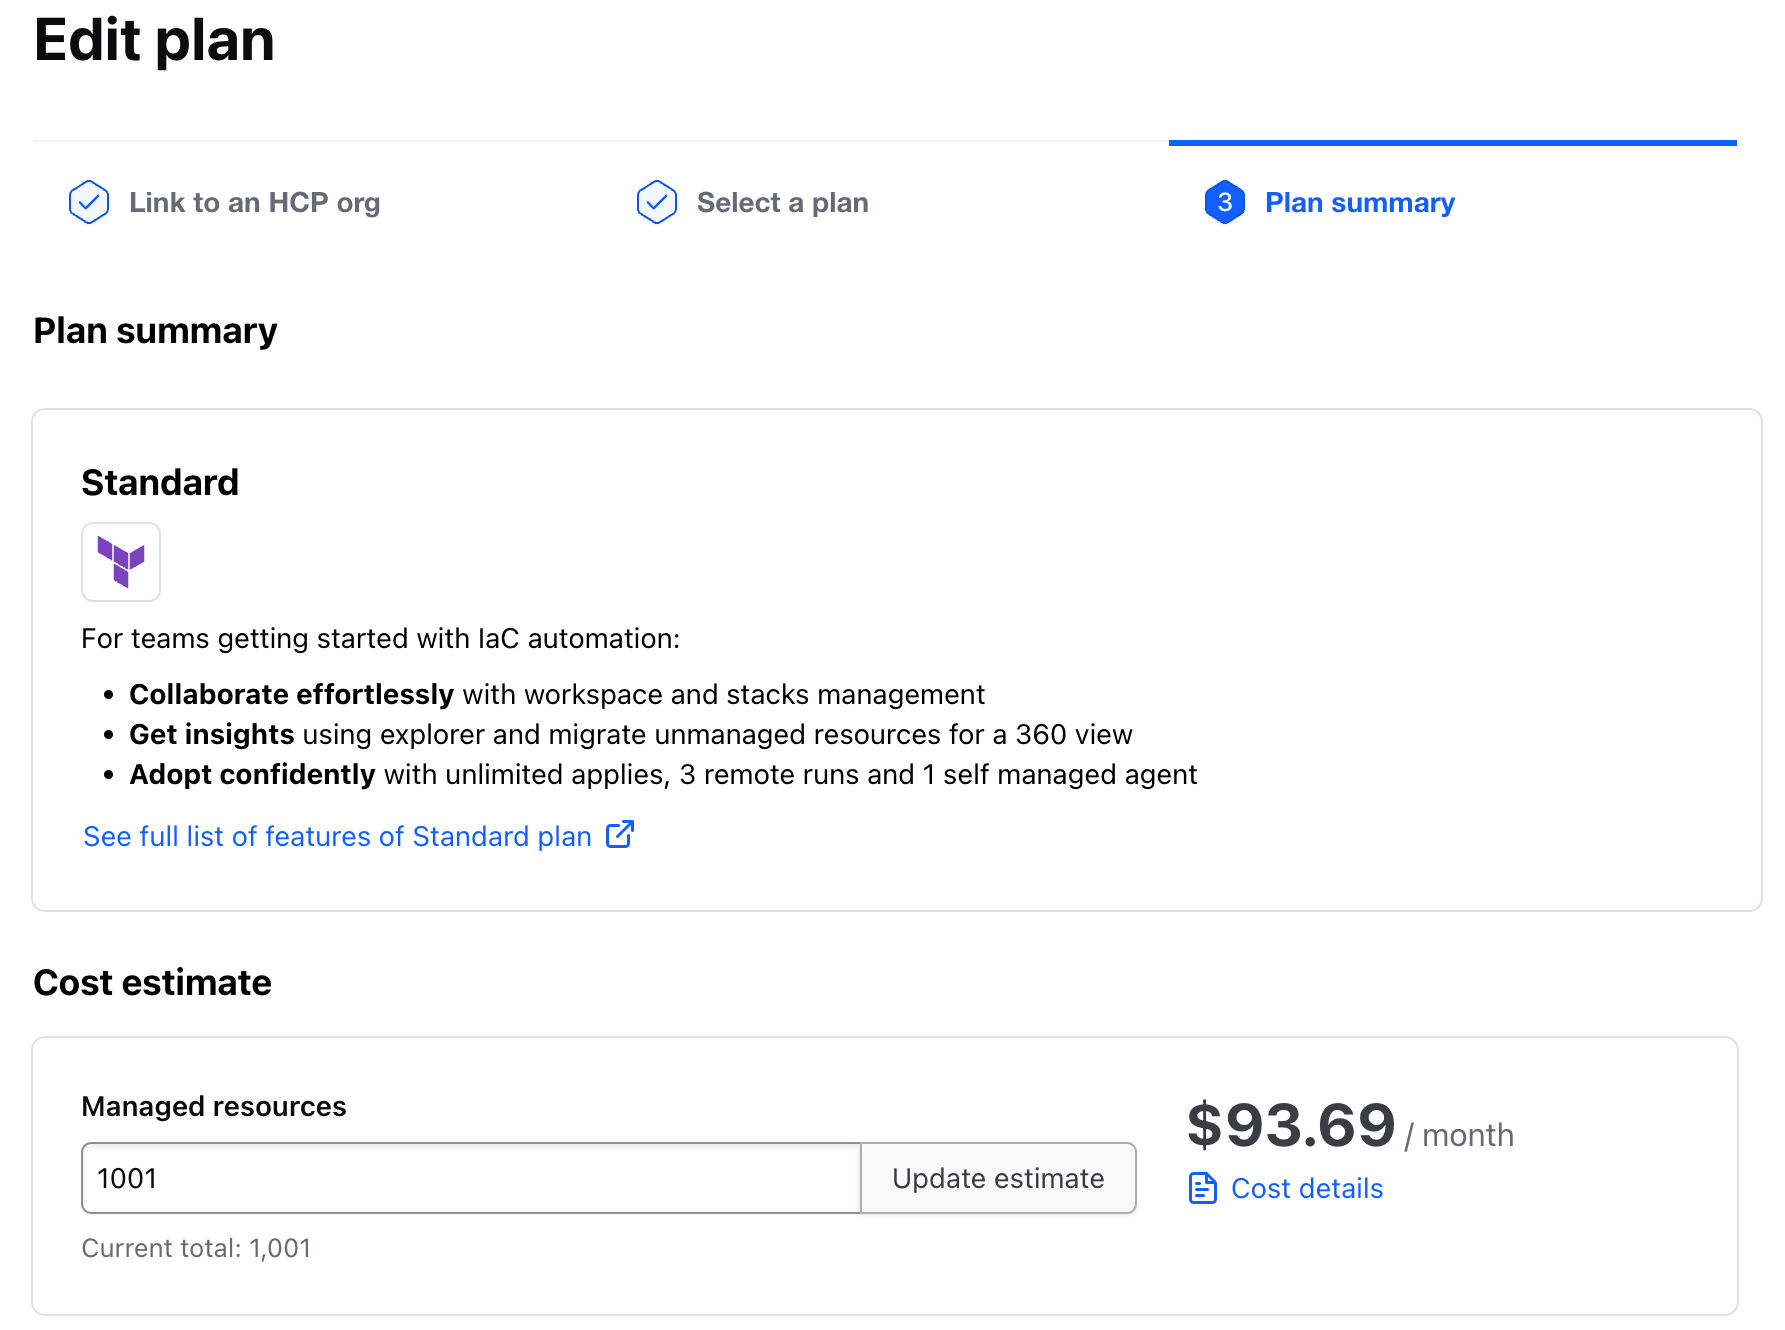 Edit plan
Link to an HCP org
Select a plan
3 Plan summary
Plan summary
Standard
For teams getting started with IaC automation:
• Collaborate effortlessly with workspace and stacks management
• Get insights using explorer and migrate unmanaged resources for a 360 view
• Adopt confidently with unlimited applies, 3 remote runs and 1 self managed agent
See full list of features of Standard plan
Cost estimate
Managed resources
1001
Update estimate
Current total: 1,001
$93.69 / month
Cost details